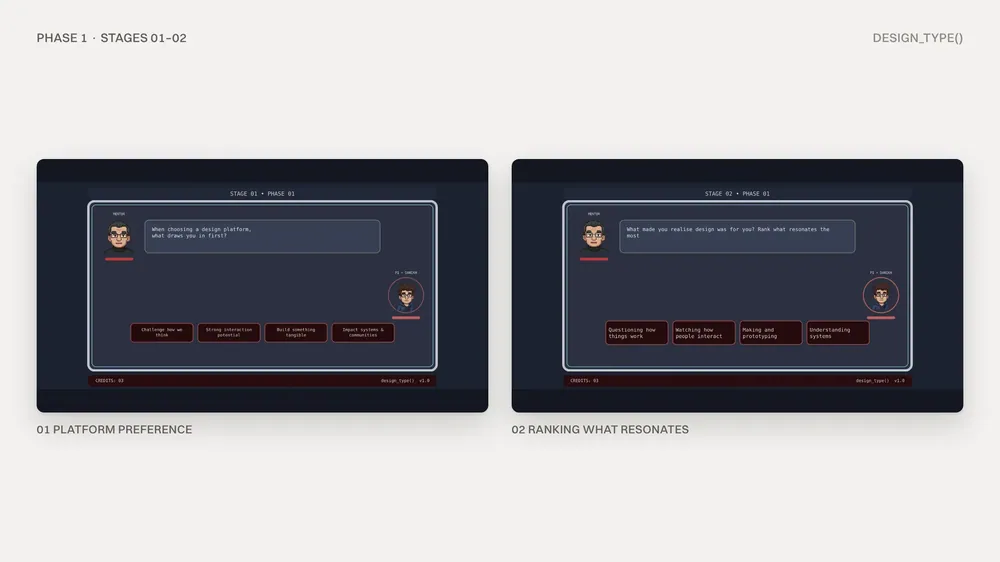 PHASE 1 · STAGES 01–02
DESIGN_TYPE()
STAGE 01 • PHASE 01
MENTOR
When choosing a design platform,
what draws you in first?
P1 • SAMIKA
Challenge how we
think
Strong interaction
potential
Build something
tangible
Impact systems &
communities
CREDITS: 03
design_type() v1.0
01 PLATFORM PREFERENCE
STAGE 02 • PHASE 01
MENTOR
What made you realise design was for you? Rank what resonates the
most
Questioning how
things work
Watching how
people interact
Making and
prototyping
Understanding
systems
CREDITS: 03
design_type() v1.0
02 RANKING WHAT RESONATES